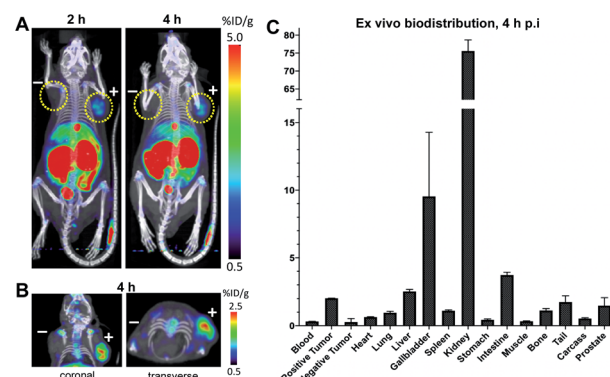 A
2 h
4 h
%ID/g
5.0
0.5
−
+
−
+
B
4 h
%ID/g
2.5
0.5
−
+
−
+
coronal
transverse
C
Ex vivo biodistribution, 4 h p.i
80
75
70
65
15
10
5
0
Blood
Positive Tumor
Negative Tumor
Heart
Lung
Liver
Gallbladder
Spleen
Kidney
Stomach
Intestine
Muscle
Bone
Tail
Carcass
Prostate